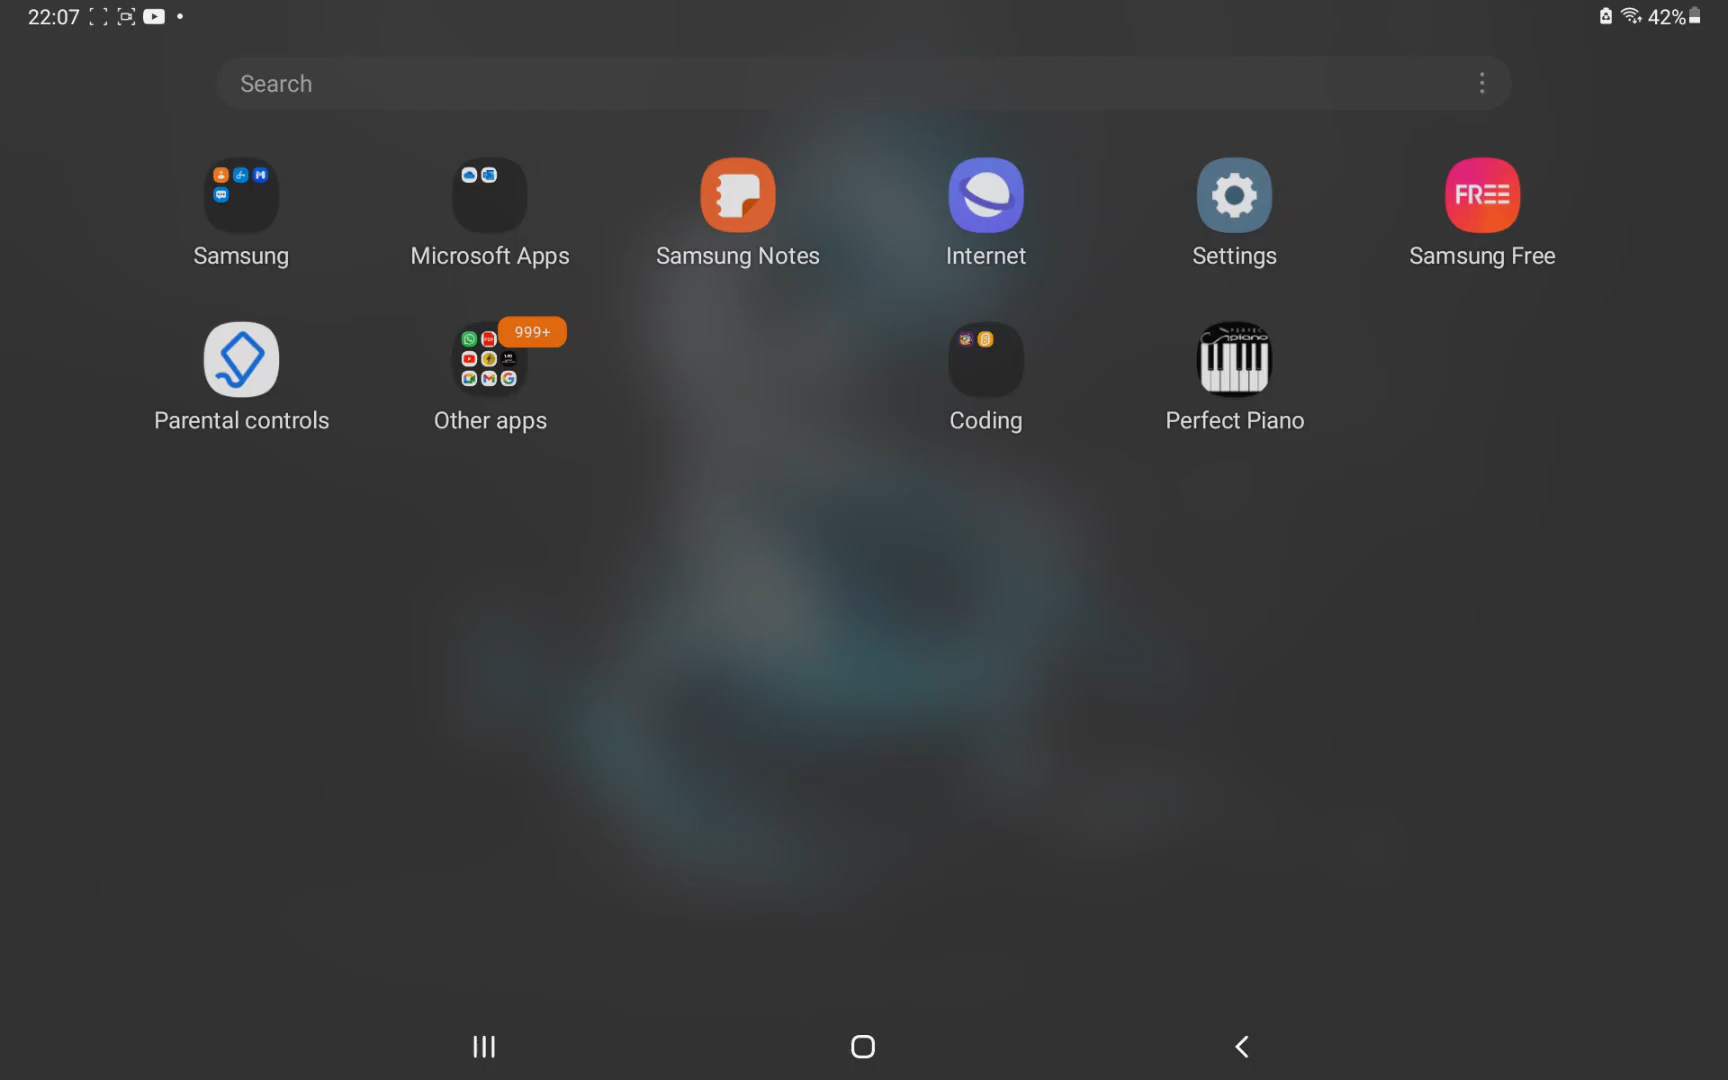 22:07
42%
Search
FREE
Samsung
Microsoft Apps
Samsung Notes
Internet
Settings
Samsung Free
999+
Parental controls
Other apps
Coding
Perfect Piano